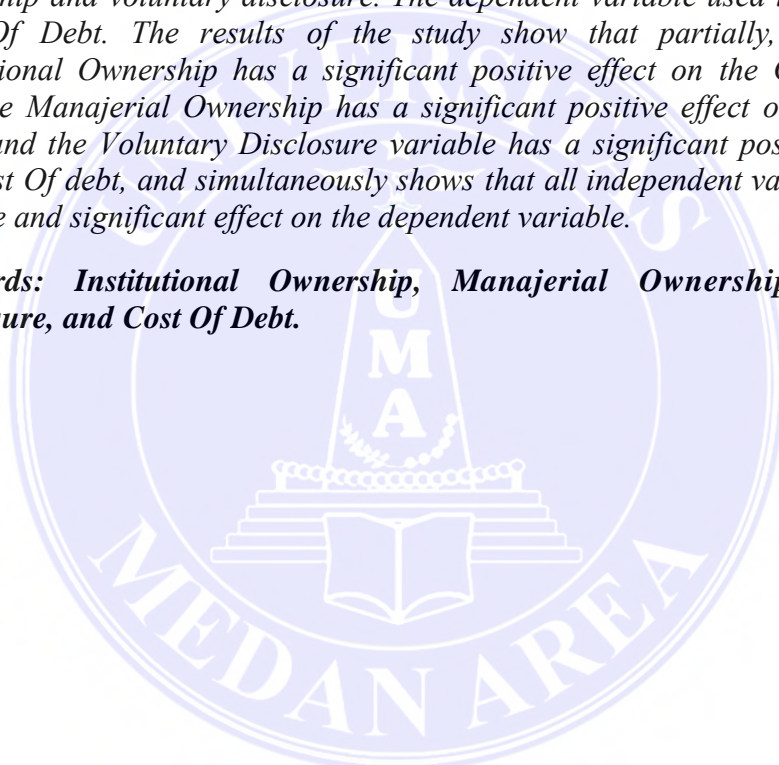 ship and voluntary disclosure. The dependent variable used
Of Debt. The results of the study show that partially,
ional Ownership has a significant positive effect on the
e Manajerial Ownership has a significant positive effect
and the Voluntary Disclosure variable has a significant
st Of debt, and simultaneously shows that all independent
e and significant effect on the dependent variable.
rds: Institutional Ownership, Manajerial Ownership
ure, and Cost Of Debt.
UNIVERSITAS
UMA
MEDAN AREA